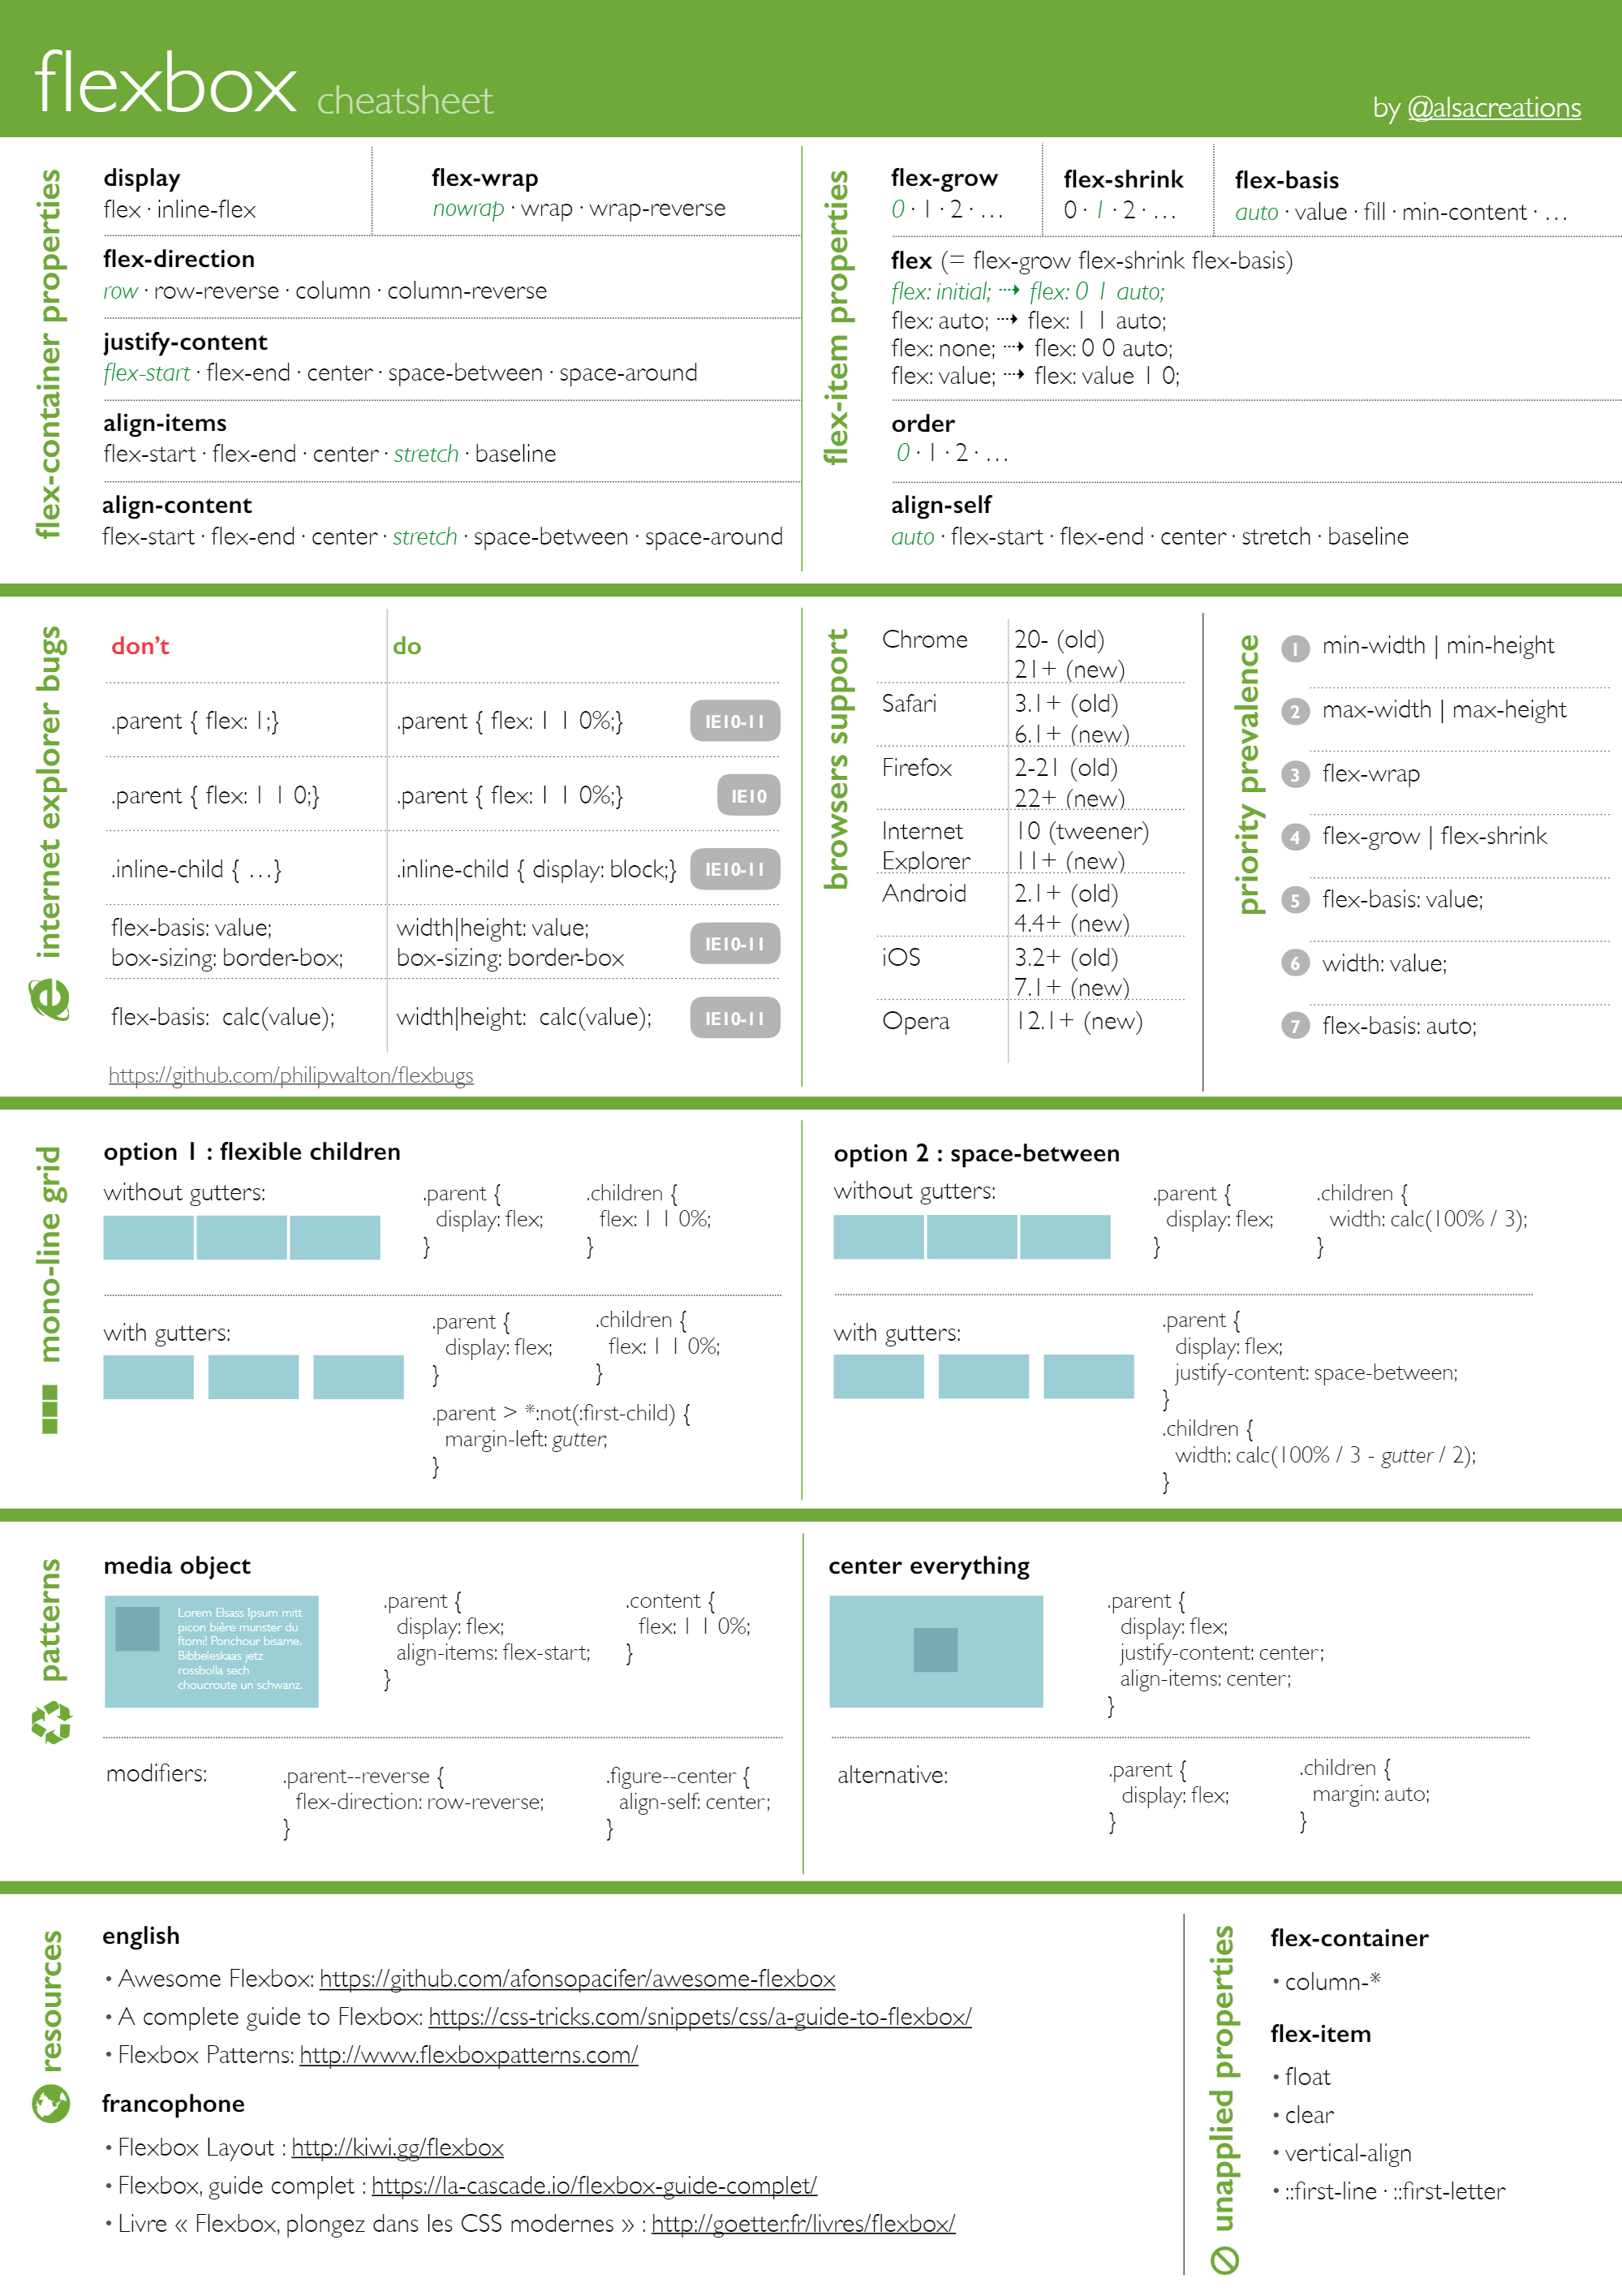 flexbox cheatsheet
by @alsacreations
flex-container properties
display
flex · inline-flex
flex-wrap
nowrap · wrap · wrap-reverse
flex-direction
row · row-reverse · column · column-reverse
justify-content
flex-start · flex-end · center · space-between · space-around
align-items
flex-start · flex-end · center · stretch · baseline
align-content
flex-start · flex-end · center · stretch · space-between · space-around
flex-item properties
flex-grow
0 · 1 · 2 · …
flex-shrink
0 · 1 · 2 · …
flex-basis
auto · value · fill · min-content · …
flex (= flex-grow flex-shrink flex-basis)
flex: initial; ⇢ flex: 0 1 auto;
flex: auto; ⇢ flex: 1 1 auto;
flex: none; ⇢ flex: 0 0 auto;
flex: value; ⇢ flex: value 1 0;
order
0 · 1 · 2 · …
align-self
auto · flex-start · flex-end · center · stretch · baseline
internet explorer bugs
don't do
.parent { flex: 1;} .parent { flex: 1 1 0%;} IE10-11
.parent { flex: 1 1 0;} .parent { flex: 1 1 0%;} IE10
.inline-child { …} .inline-child { display: block;} IE10-11
flex-basis: value; width|height: value;
box-sizing: border-box; box-sizing: border-box IE10-11
flex-basis: calc(value); width|height: calc(value); IE10-11
https://github.com/philipwalton/flexbugs
browsers support
Chrome 20- (old)
21+ (new)
Safari 3.1+ (old)
6.1+ (new)
Firefox 2-21 (old)
22+ (new)
Internet 10 (tweener)
Explorer 11+ (new)
Android 2.1+ (old)
4.4+ (new)
iOS 3.2+ (old)
7.1+ (new)
Opera 12.1+ (new)
priority prevalence
1 min-width | min-height
2 max-width | max-height
3 flex-wrap
4 flex-grow | flex-shrink
5 flex-basis: value;
6 width: value;
7 flex-basis: auto;
mono-line grid
option 1 : flexible children
without gutters:
.parent {
display: flex;
}
.children {
flex: 1 1 0%;
}
with gutters:
.parent {
display: flex;
}
.children {
flex: 1 1 0%;
}
.parent > *:not(:first-child) {
margin-left: gutter;
}
option 2 : space-between
without gutters:
.parent {
display: flex;
}
.children {
width: calc(100% / 3);
}
with gutters:
.parent {
display: flex;
justify-content: space-between;
}
.children {
width: calc(100% / 3 - gutter / 2);
}
patterns
media object
Lorem Elsass Ipsum mitt
picon bière munster du
ftomi! Ponchour bisame.
Bibbeleskaas jetz
rossbolla sech
choucroute un schwanz.
.parent {
display: flex;
align-items: flex-start;
}
.content {
flex: 1 1 0%;
}
modifiers:
.parent--reverse {
flex-direction: row-reverse;
}
.figure--center {
align-self: center;
}
center everything
.parent {
display: flex;
justify-content: center;
align-items: center;
}
alternative:
.parent {
display: flex;
}
.children {
margin: auto;
}
resources
english
• Awesome Flexbox: https://github.com/afonsopacifer/awesome-flexbox
• A complete guide to Flexbox: https://css-tricks.com/snippets/css/a-guide-to-flexbox/
• Flexbox Patterns: http://www.flexboxpatterns.com/
francophone
• Flexbox Layout : http://kiwi.gg/flexbox
• Flexbox, guide complet : https://la-cascade.io/flexbox-guide-complet/
• Livre « Flexbox, plongez dans les CSS modernes » : http://goetter.fr/livres/flexbox/
unapplied properties
flex-container
• column-*
flex-item
• float
• clear
• vertical-align
• ::first-line · ::first-letter